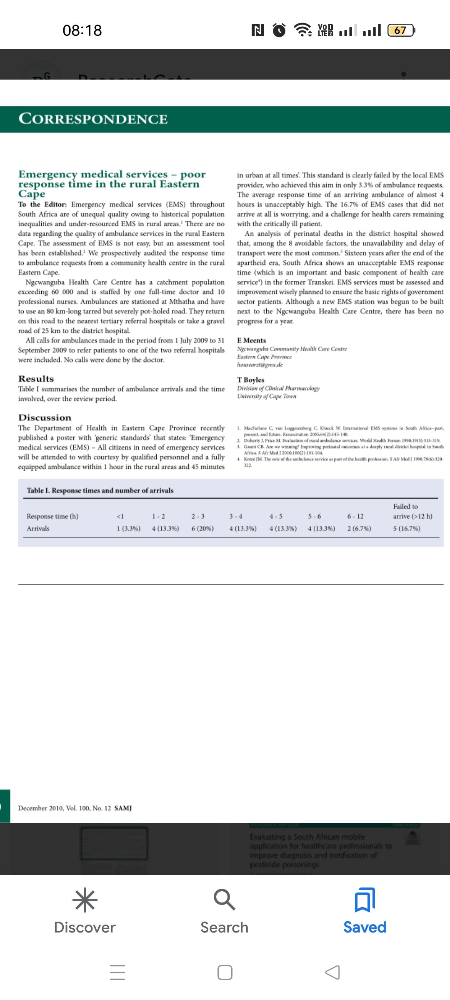 08:18
VoD
LTE2
67
CORRESPONDENCE
Emergency medical services – poor
response time in the rural Eastern
Cape
To the Editor: Emergency medical services (EMS) throughout
South Africa are of unequal quality owing to historical population
inequalities and under-resourced EMS in rural areas.¹ There are no
data regarding the quality of ambulance services in the rural Eastern
Cape. The assessment of EMS is not easy, but an assessment tool
has been established.² We prospectively audited the response time
to ambulance requests from a community health centre in the rural
Eastern Cape.
Ngcwanguba Health Care Centre has a catchment population
exceeding 60 000 and is staffed by one full-time doctor and 10
professional nurses. Ambulances are stationed at Mthatha and have
to use an 80 km-long tarred but severely pot-holed road. They return
on this road to the nearest tertiary referral hospitals or take a gravel
road of 25 km to the district hospital.
All calls for ambulances made in the period from 1 July 2009 to 31
September 2009 to refer patients to one of the two referral hospitals
were included. No calls were done by the doctor.
Results
Table I summarises the number of ambulance arrivals and the time
involved, over the review period.
Discussion
The Department of Health in Eastern Cape Province recently
published a poster with ‘generic standards’ that states: ‘Emergency
medical services (EMS) – All citizens in need of emergency services
will be attended to with courtesy by qualified personnel and a fully
equipped ambulance within 1 hour in the rural areas and 45 minutes
in urban at all times’. This standard is clearly failed by the local EMS
provider, who achieved this aim in only 3.3% of ambulance requests.
The average response time of an arriving ambulance of almost 4
hours is unacceptably high. The 16.7% of EMS cases that did not
arrive at all is worrying, and a challenge for health carers remaining
with the critically ill patient.
An analysis of perinatal deaths in the district hospital showed
that, among the 8 avoidable factors, the unavailability and delay of
transport were the most common.³ Sixteen years after the end of the
apartheid era, South Africa shows an unacceptable EMS response
time (which is an important and basic component of health care
service⁴) in the former Transkei. EMS services must be assessed and
improvement wisely planned to ensure the basic rights of government
sector patients. Although a new EMS station was begun to be built
next to the Ngcwanguba Health Care Centre, there has been no
progress for a year.
E Meents
Ngcwanguba Community Health Care Centre
Eastern Cape Province
housearzt@gmx.de
T Boyles
Division of Clinical Pharmacology
University of Cape Town
1. MacFarlane C, van Loggerenberg C, Kloeck W. International EMS systems in South Africa--past,
present, and future. Resuscitation 2005;64(2):145-148.
2. Doherty J, Price M. Evaluation of rural ambulance services. World Health Forum 1998;19(3):315-319.
3. Gaunt CB. Are we winning? Improving perinatal outcomes at a deeply rural district hospital in South
Africa. S Afr Med J 2010;100(2):101-104.
4. Kotzé JM. The role of the ambulance service as part of the health profession. S Afr Med J 1990;78(6):320-
322.
Table I. Response times and number of arrivals
Response time (h) <1 1 - 2 2 - 3 3 - 4 4 - 5 5 - 6 6 - 12 Failed to arrive (>12 h)
Arrivals 1 (3.3%) 4 (13.3%) 6 (20%) 4 (13.3%) 4 (13.3%) 4 (13.3%) 2 (6.7%) 5 (16.7%)
December 2010, Vol. 100, No. 12 SAMJ
Evaluating a South African mobile
application for healthcare professionals to
improve diagnosis and notification of
pesticide poisonings
Discover
Search
Saved